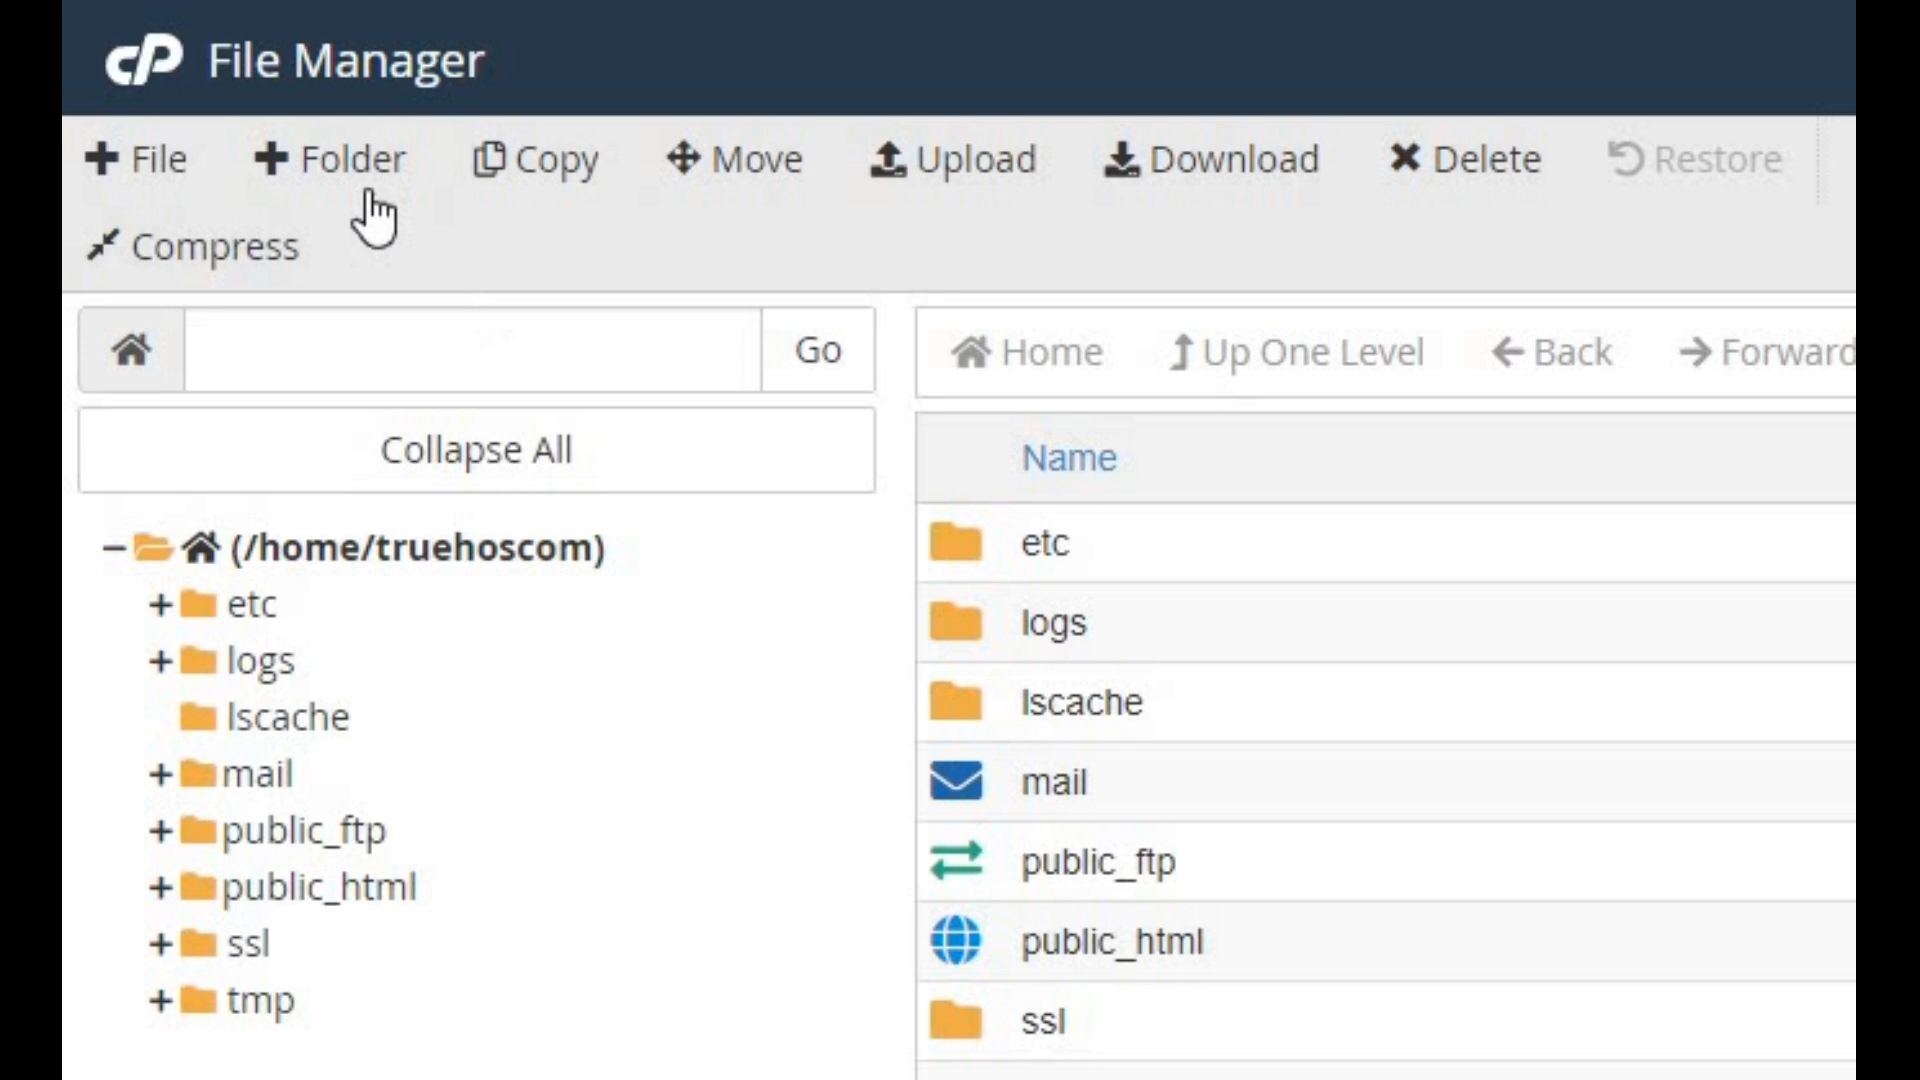 cP File Manager
File Folder Copy Move Upload Download Delete Restore
Compress
Go
Home Up One Level Back Forward
Collapse All
Name
(/home/truehoscom)
etc
logs
lscache
mail
public_ftp
public_html
ssl
tmp
etc
logs
lscache
mail
public_ftp
public_html
ssl